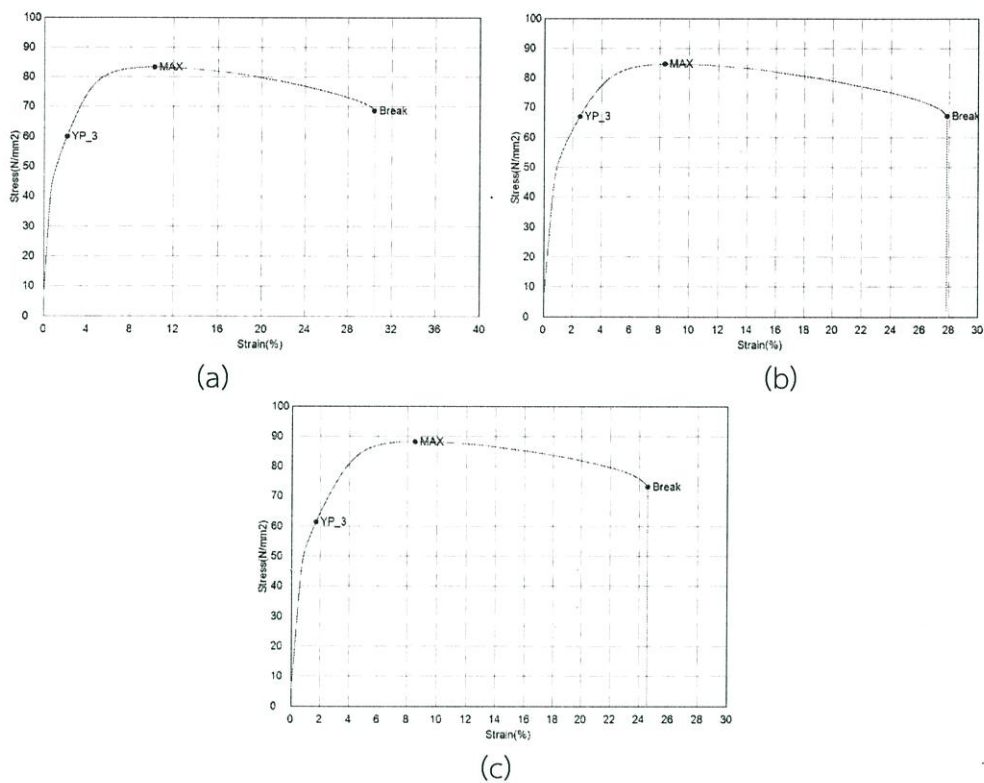 100
90
80
70
60
50
40
30
20
10
0
Stress(N/mm2)
MAX
YP_3
Break
0 4 8 12 16 20 24 28 32 36 40
Strain(%)
(a)
100
90
80
70
60
50
40
30
20
10
0
Stress(N/mm2)
MAX
YP_3
Break
0 2 4 6 8 10 12 14 16 18 20 22 24 26 28 30
Strain(%)
(b)
100
90
80
70
60
50
40
30
20
10
0
Stress(N/mm2)
MAX
YP_3
Break
0 2 4 6 8 10 12 14 16 18 20 22 24 26 28 30
Strain(%)
(c)